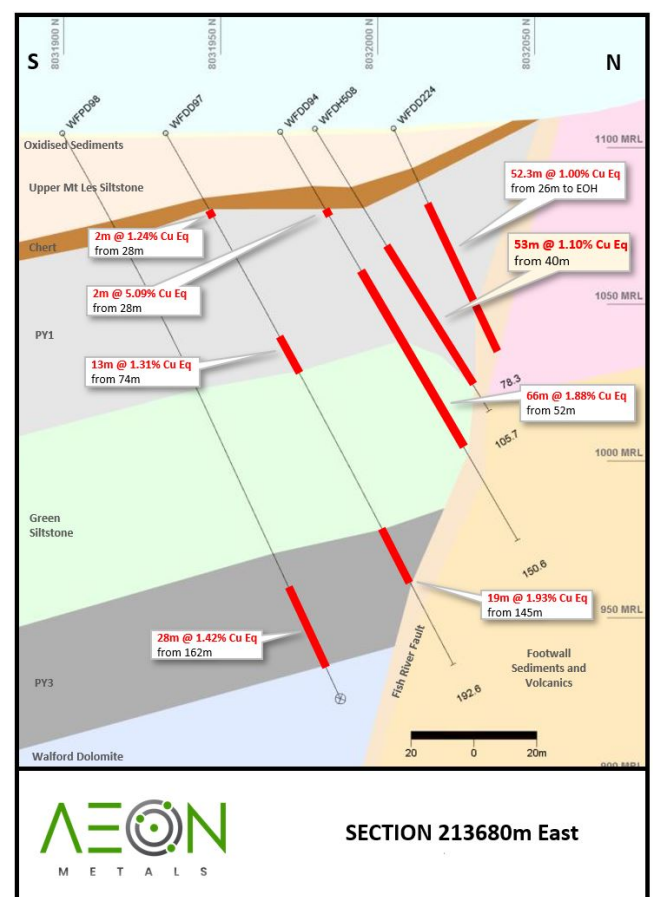 8031900 N
8031950 N
8032000 N
8032050 N
S
N
WFPD98
WFDD97
WFDD94
WFDH508
WFDD224
Oxidised Sediments
1100 MRL
Upper Mt Les Siltstone
52.3m @ 1.00% Cu Eq
from 26m to EOH
2m @ 1.24% Cu Eq
from 28m
Chert
53m @ 1.10% Cu Eq
from 40m
2m @ 5.09% Cu Eq
from 28m
1050 MRL
PY1
13m @ 1.31% Cu Eq
from 74m
78.3
66m @ 1.88% Cu Eq
from 52m
105.7
1000 MRL
Green
Siltstone
150.6
19m @ 1.93% Cu Eq
from 145m
950 MRL
28m @ 1.42% Cu Eq
from 162m
Fish River Fault
Footwall
Sediments and
Volcanics
PY3
192.6
20 0 20m
Walford Dolomite
900 MRL
AEON
METALS
SECTION 213680m East